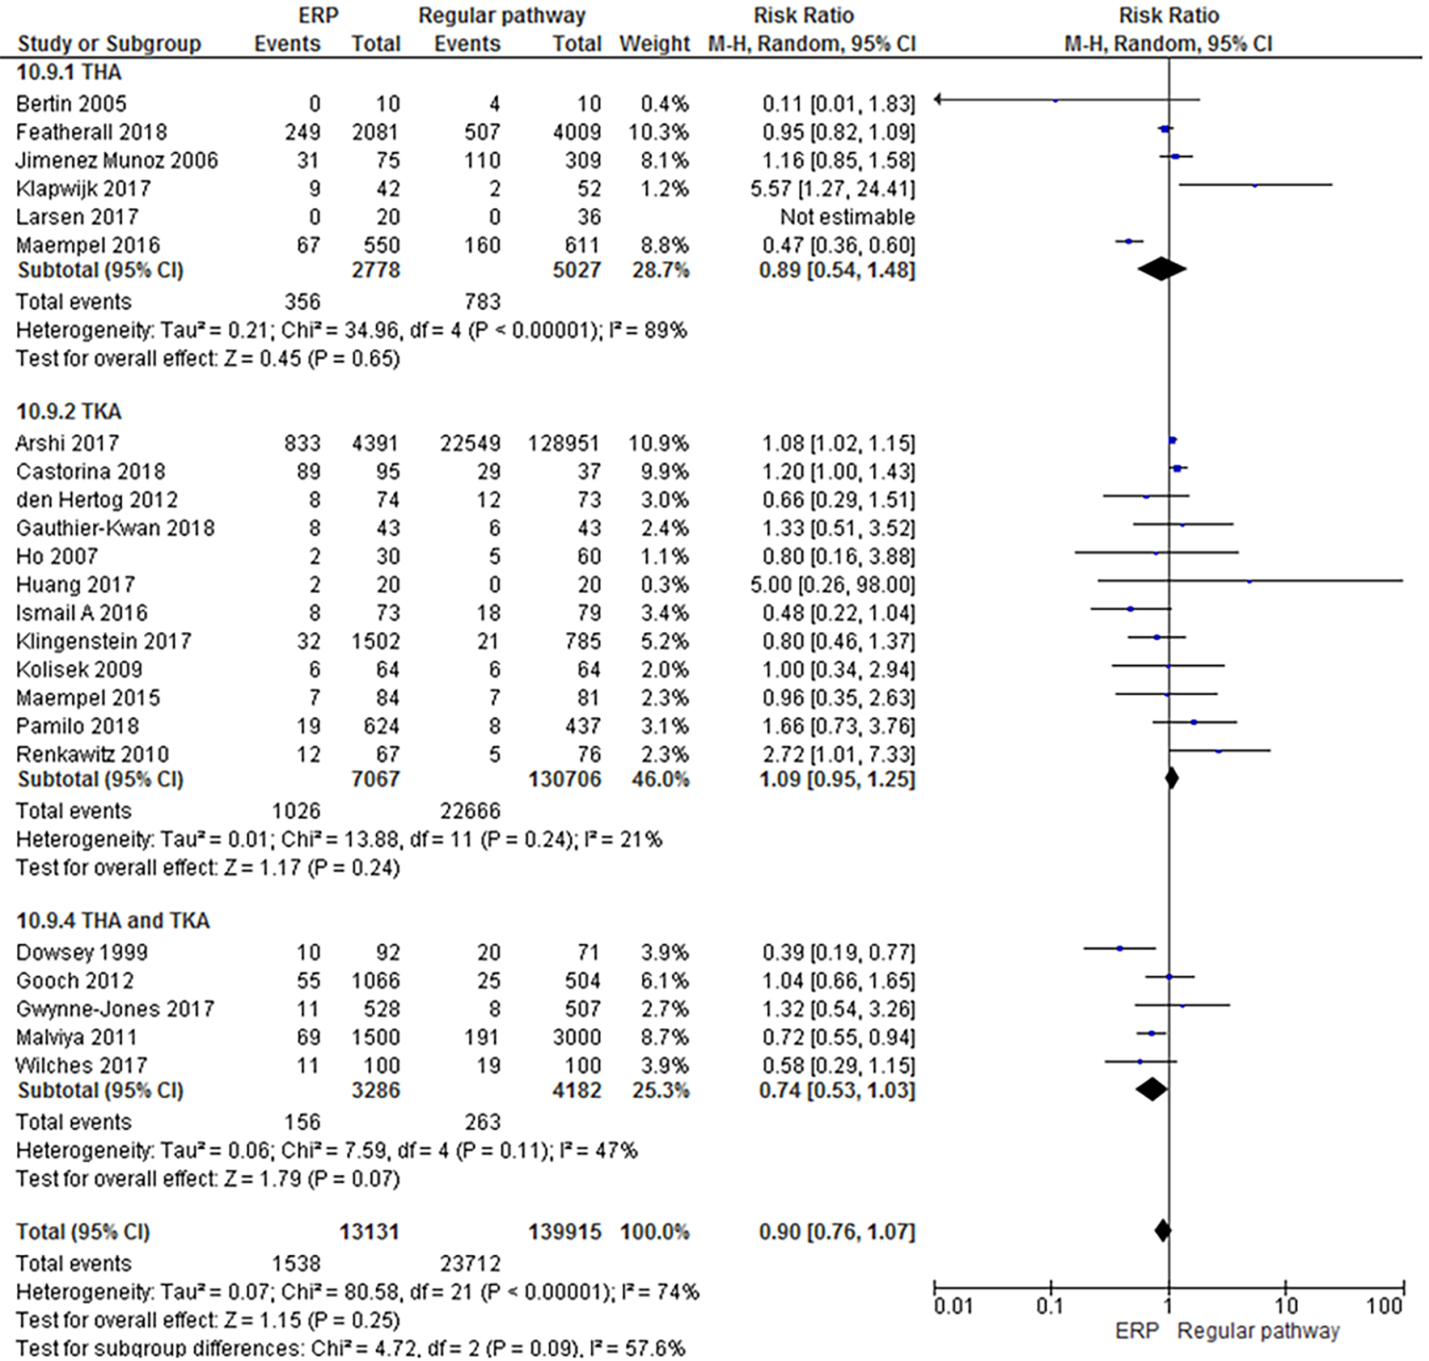 ERP Regular pathway Risk Ratio Risk Ratio
Study or Subgroup Events Total Events Total Weight M-H, Random, 95% CI M-H, Random, 95% CI
10.9.1 THA
Bertin 2005 0 10 4 10 0.4% 0.11 [0.01, 1.83]
Featherall 2018 249 2081 507 4009 10.3% 0.95 [0.82, 1.09]
Jimenez Munoz 2006 31 75 110 309 8.1% 1.16 [0.85, 1.58]
Klapwijk 2017 9 42 2 52 1.2% 5.57 [1.27, 24.41]
Larsen 2017 0 20 0 36 Not estimable
Maempel 2016 67 550 160 611 8.8% 0.47 [0.36, 0.60]
Subtotal (95% CI) 2778 5027 28.7% 0.89 [0.54, 1.48]
Total events 356 783
Heterogeneity: Tau² = 0.21; Chi² = 34.96, df = 4 (P < 0.00001); I² = 89%
Test for overall effect: Z = 0.45 (P = 0.65)
10.9.2 TKA
Arshi 2017 833 4391 22549 128951 10.9% 1.08 [1.02, 1.15]
Castorina 2018 89 95 29 37 9.9% 1.20 [1.00, 1.43]
den Hertog 2012 8 74 12 73 3.0% 0.66 [0.29, 1.51]
Gauthier-Kwan 2018 8 43 6 43 2.4% 1.33 [0.51, 3.52]
Ho 2007 2 30 5 60 1.1% 0.80 [0.16, 3.88]
Huang 2017 2 20 0 20 0.3% 5.00 [0.26, 98.00]
Ismail A 2016 8 73 18 79 3.4% 0.48 [0.22, 1.04]
Klingenstein 2017 32 1502 21 785 5.2% 0.80 [0.46, 1.37]
Kolisek 2009 6 64 6 64 2.0% 1.00 [0.34, 2.94]
Maempel 2015 7 84 7 81 2.3% 0.96 [0.35, 2.63]
Pamilo 2018 19 624 8 437 3.1% 1.66 [0.73, 3.76]
Renkawitz 2010 12 67 5 76 2.3% 2.72 [1.01, 7.33]
Subtotal (95% CI) 7067 130706 46.0% 1.09 [0.95, 1.25]
Total events 1026 22666
Heterogeneity: Tau² = 0.01; Chi² = 13.88, df = 11 (P = 0.24); I² = 21%
Test for overall effect: Z = 1.17 (P = 0.24)
10.9.4 THA and TKA
Dowsey 1999 10 92 20 71 3.9% 0.39 [0.19, 0.77]
Gooch 2012 55 1066 25 504 6.1% 1.04 [0.66, 1.65]
Gwynne-Jones 2017 11 528 8 507 2.7% 1.32 [0.54, 3.26]
Malviya 2011 69 1500 191 3000 8.7% 0.72 [0.55, 0.94]
Wilches 2017 11 100 19 100 3.9% 0.58 [0.29, 1.15]
Subtotal (95% CI) 3286 4182 25.3% 0.74 [0.53, 1.03]
Total events 156 263
Heterogeneity: Tau² = 0.06; Chi² = 7.59, df = 4 (P = 0.11); I² = 47%
Test for overall effect: Z = 1.79 (P = 0.07)
Total (95% CI) 13131 139915 100.0% 0.90 [0.76, 1.07]
Total events 1538 23712
Heterogeneity: Tau² = 0.07; Chi² = 80.58, df = 21 (P < 0.00001); I² = 74%
0.01 0.1 1 10 100
Test for overall effect: Z = 1.15 (P = 0.25)
ERP Regular pathway
Test for subgroup differences: Chi² = 4.72, df = 2 (P = 0.09), I² = 57.6%